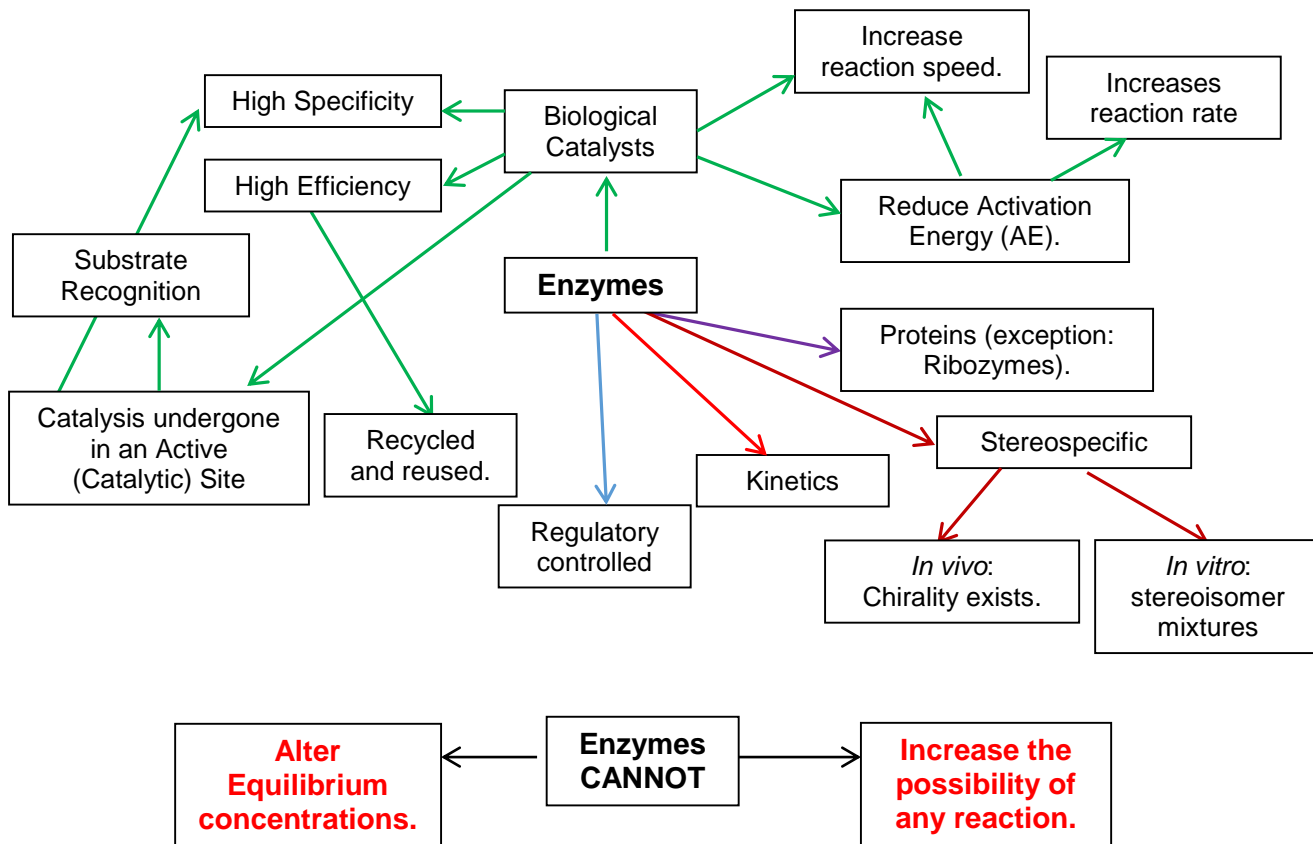 Increase
reaction speed.
Increases
reaction rate
High Specificity
Biological
Catalysts
High Efficiency
Reduce Activation
Energy (AE).
Substrate
Recognition
Enzymes
Proteins (exception:
Ribozymes).
Catalysis undergone
in an Active
(Catalytic) Site
Recycled
and reused.
Stereospecific
Kinetics
Regulatory
controlled
In vivo:
Chirality exists.
In vitro:
stereoisomer
mixtures
Alter
Equilibrium
concentrations.
Enzymes
CANNOT
Increase the
possibility of
any reaction.